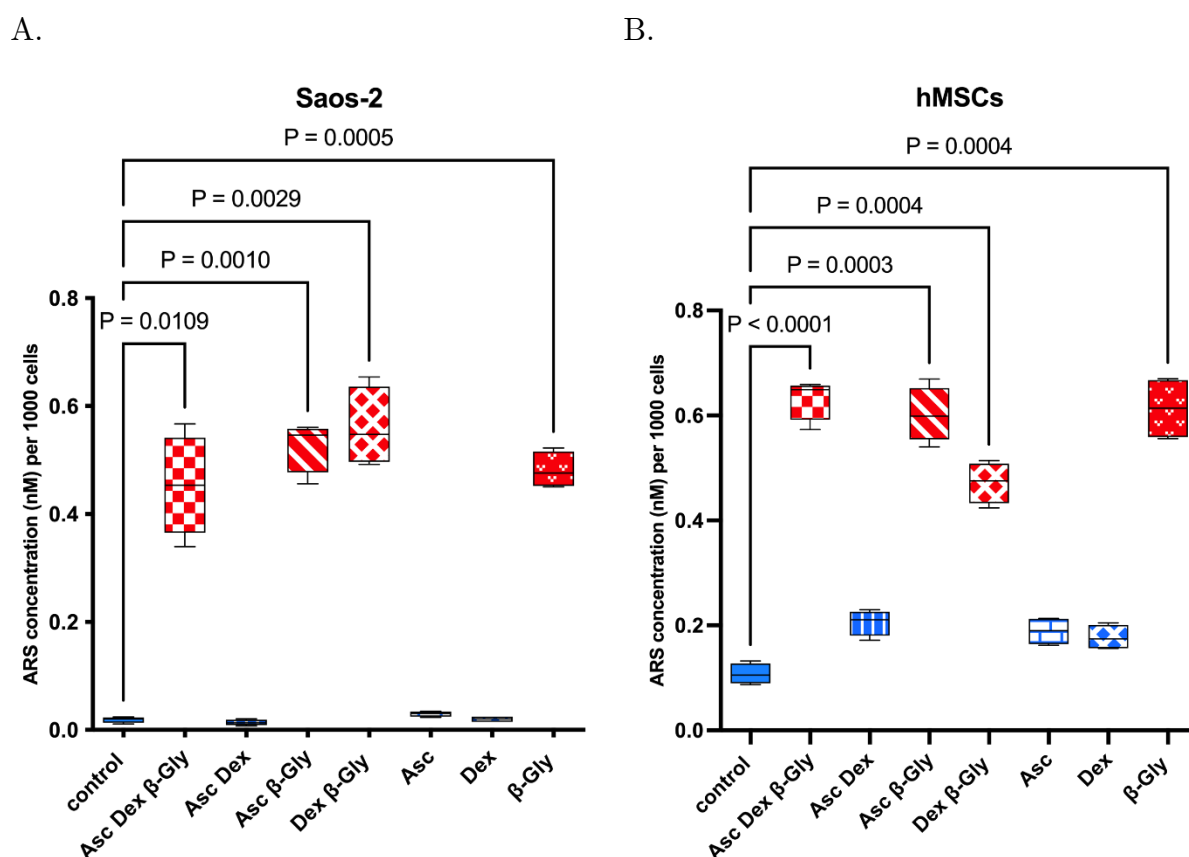 A.
Saos-2
P = 0.0005
P = 0.0029
P = 0.0010
P = 0.0109
ARS concentration (nM) per 1000 cells
0.8
0.6
0.4
0.2
0.0
control
Asc Dex β-Gly
Asc Dex
Asc β-Gly
Dex β-Gly
Asc
Dex
β-Gly
B.
hMSCs
P = 0.0004
P = 0.0004
P = 0.0003
P < 0.0001
ARS concentration (nM) per 1000 cells
0.8
0.6
0.4
0.2
0.0
control
Asc Dex β-Gly
Asc Dex
Asc β-Gly
Dex β-Gly
Asc
Dex
β-Gly